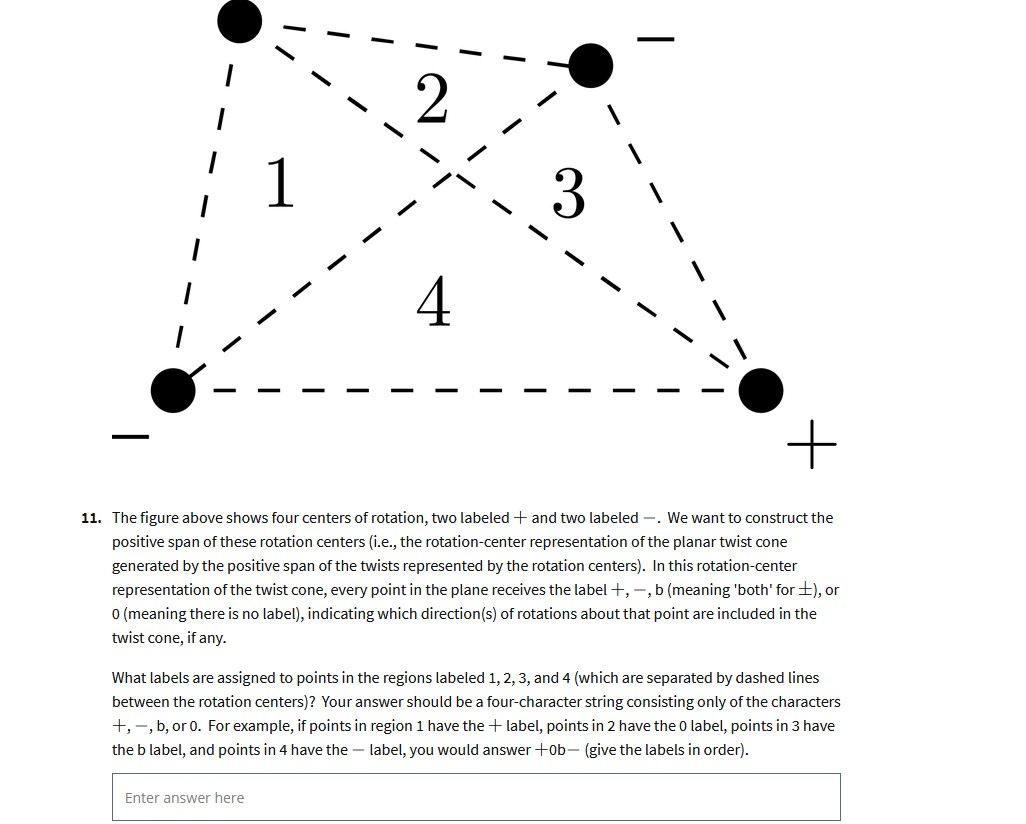 −
2
1
3
4
−
+
11. The figure above shows four centers of rotation, two labeled + and two labeled −. We want to construct the
positive span of these rotation centers (i.e., the rotation-center representation of the planar twist cone
generated by the positive span of the twists represented by the rotation centers). In this rotation-center
representation of the twist cone, every point in the plane receives the label +, −, b (meaning 'both' for ±), or
0 (meaning there is no label), indicating which direction(s) of rotations about that point are included in the
twist cone, if any.
What labels are assigned to points in the regions labeled 1, 2, 3, and 4 (which are separated by dashed lines
between the rotation centers)? Your answer should be a four-character string consisting only of the characters
+, −, b, or 0. For example, if points in region 1 have the + label, points in 2 have the 0 label, points in 3 have
the b label, and points in 4 have the − label, you would answer +0b− (give the labels in order).
Enter answer here